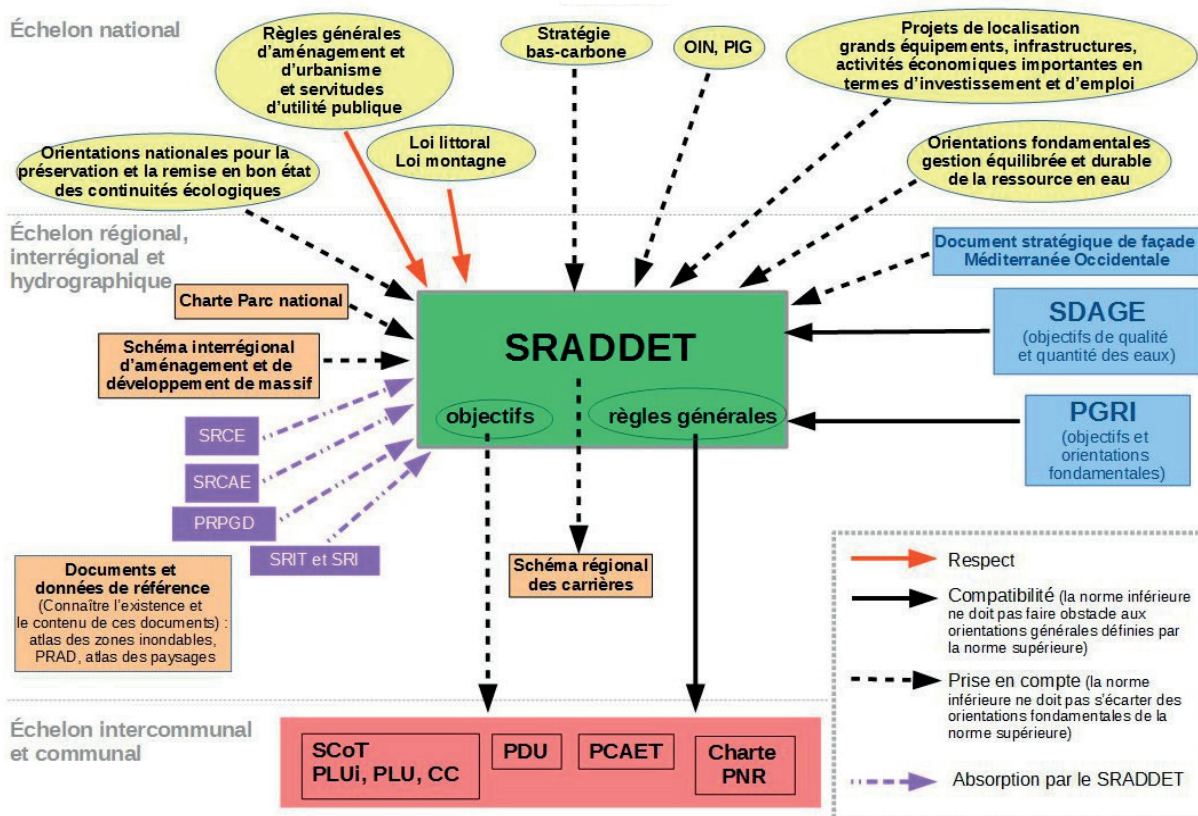 Échelon national
Règles générales
d'aménagement et
d'urbanisme
et servitudes
d'utilité publique
Stratégie
bas-carbone
OIN, PIG
Projets de localisation
grands équipements, infrastructures,
activités économiques importantes en
termes d'investissement et d'emploi
Orientations nationales pour la
préservation et la remise en bon état
des continuités écologiques
Loi littoral
Loi montagne
Orientations fondamentales
gestion équilibrée et durable
de la ressource en eau
Échelon régional,
interrégional et
hydrographique
Document stratégique de façade
Méditerranée Occidentale
Charte Parc national
SDAGE
(objectifs de qualité
et quantité des eaux)
Schéma interrégional
d'aménagement et de
développement de massif
SRADDET
objectifs
règles générales
PGRI
(objectifs et
orientations
fondamentales)
SRCE
SRCAE
PRPGD
SRIT et SRI
Documents et
données de référence
(Connaître l'existence et
le contenu de ces documents) :
atlas des zones inondables,
PRAD, atlas des paysages
Schéma régional
des carrières
Respect
Compatibilité (la norme inférieure
ne doit pas faire obstacle aux
orientations générales définies par
la norme supérieure)
Prise en compte (la norme
inférieure ne doit pas s'écarter des
orientations fondamentales de la
norme supérieure)
Absorption par le SRADDET
Échelon intercommunal
et communal
SCoT
PLUi, PLU, CC
PDU
PCAET
Charte
PNR